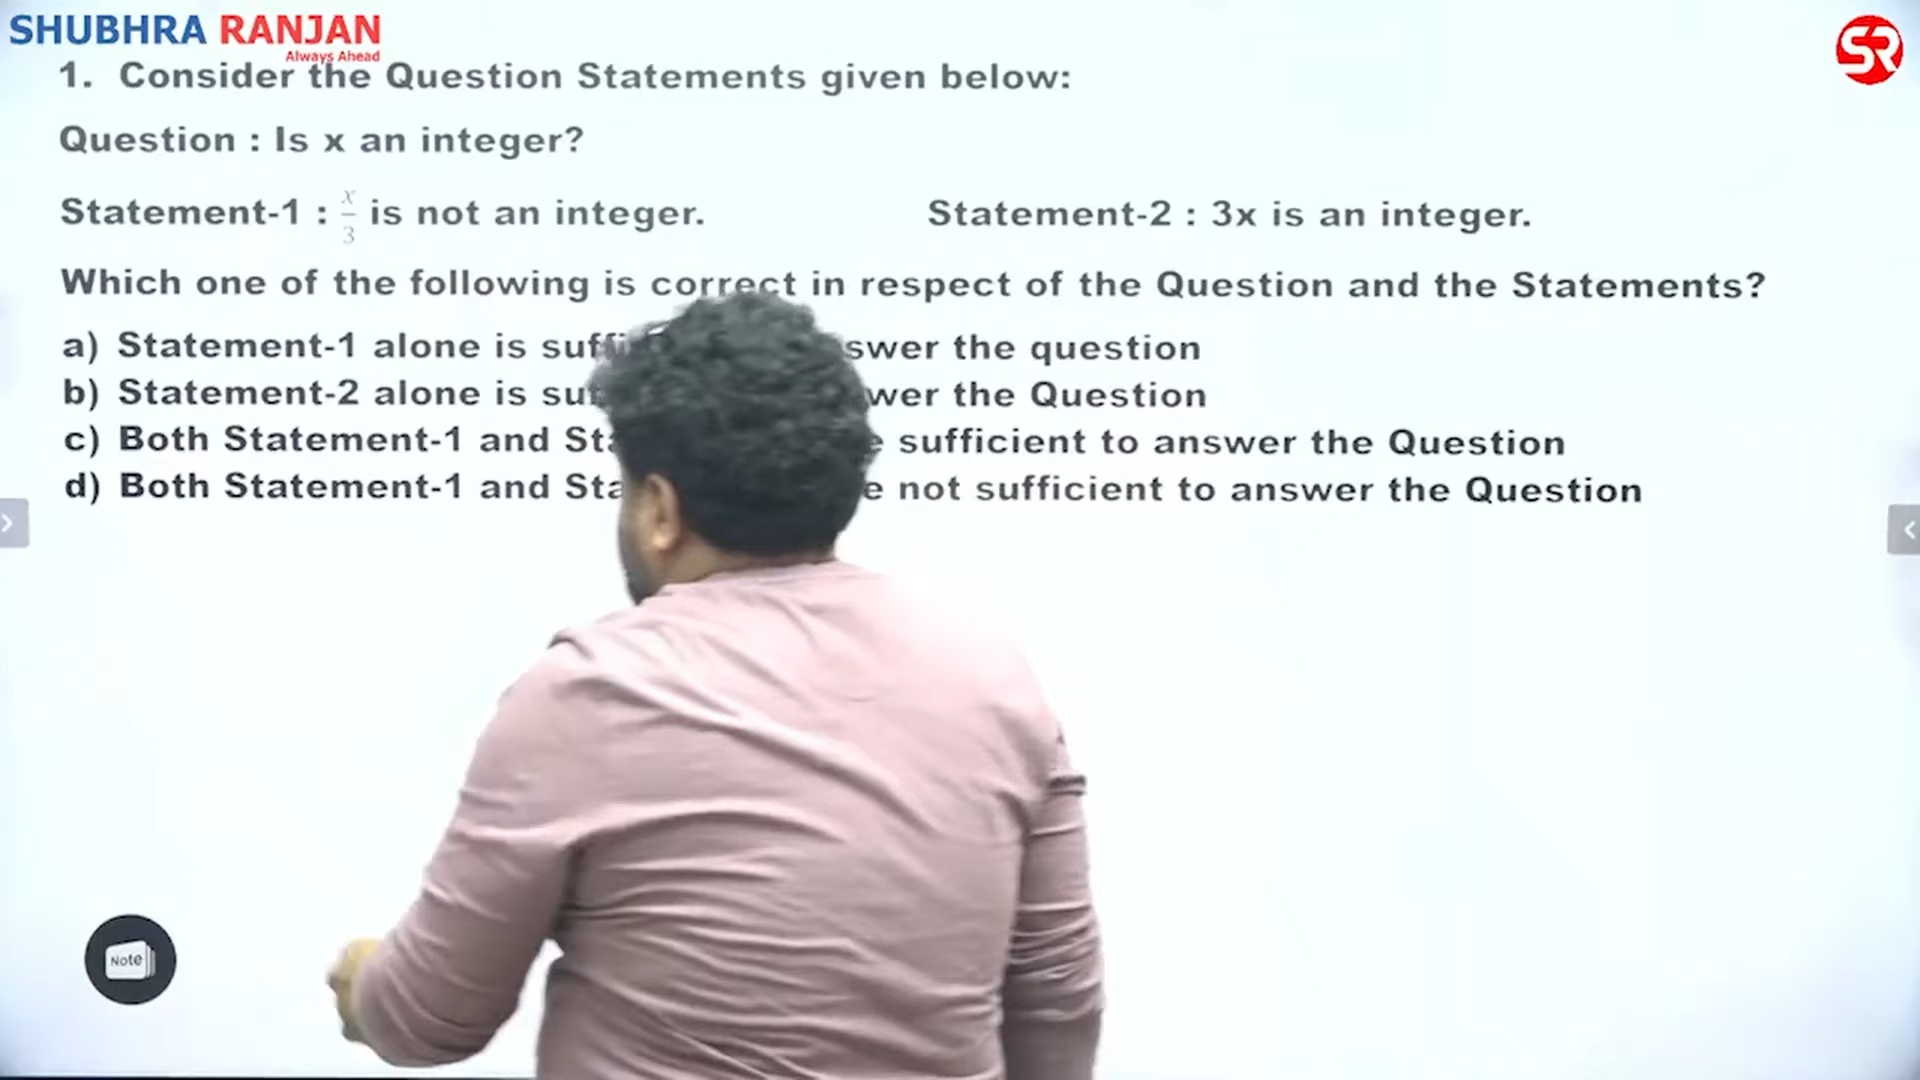 SHUBHRA RANJAN
Always Ahead
SR
1. Consider the Question Statements given below:
Question : Is x an integer?
Statement-1 : x/3 is not an integer. Statement-2 : 3x is an integer.
Which one of the following is correct in respect of the Question and the Statements?
a) Statement-1 alone is swer the question
b) Statement-2 alone is wer the Question
c) Both Statement-1 and sufficient to answer the Question
d) Both Statement-1 and not sufficient to answer the Question
Note